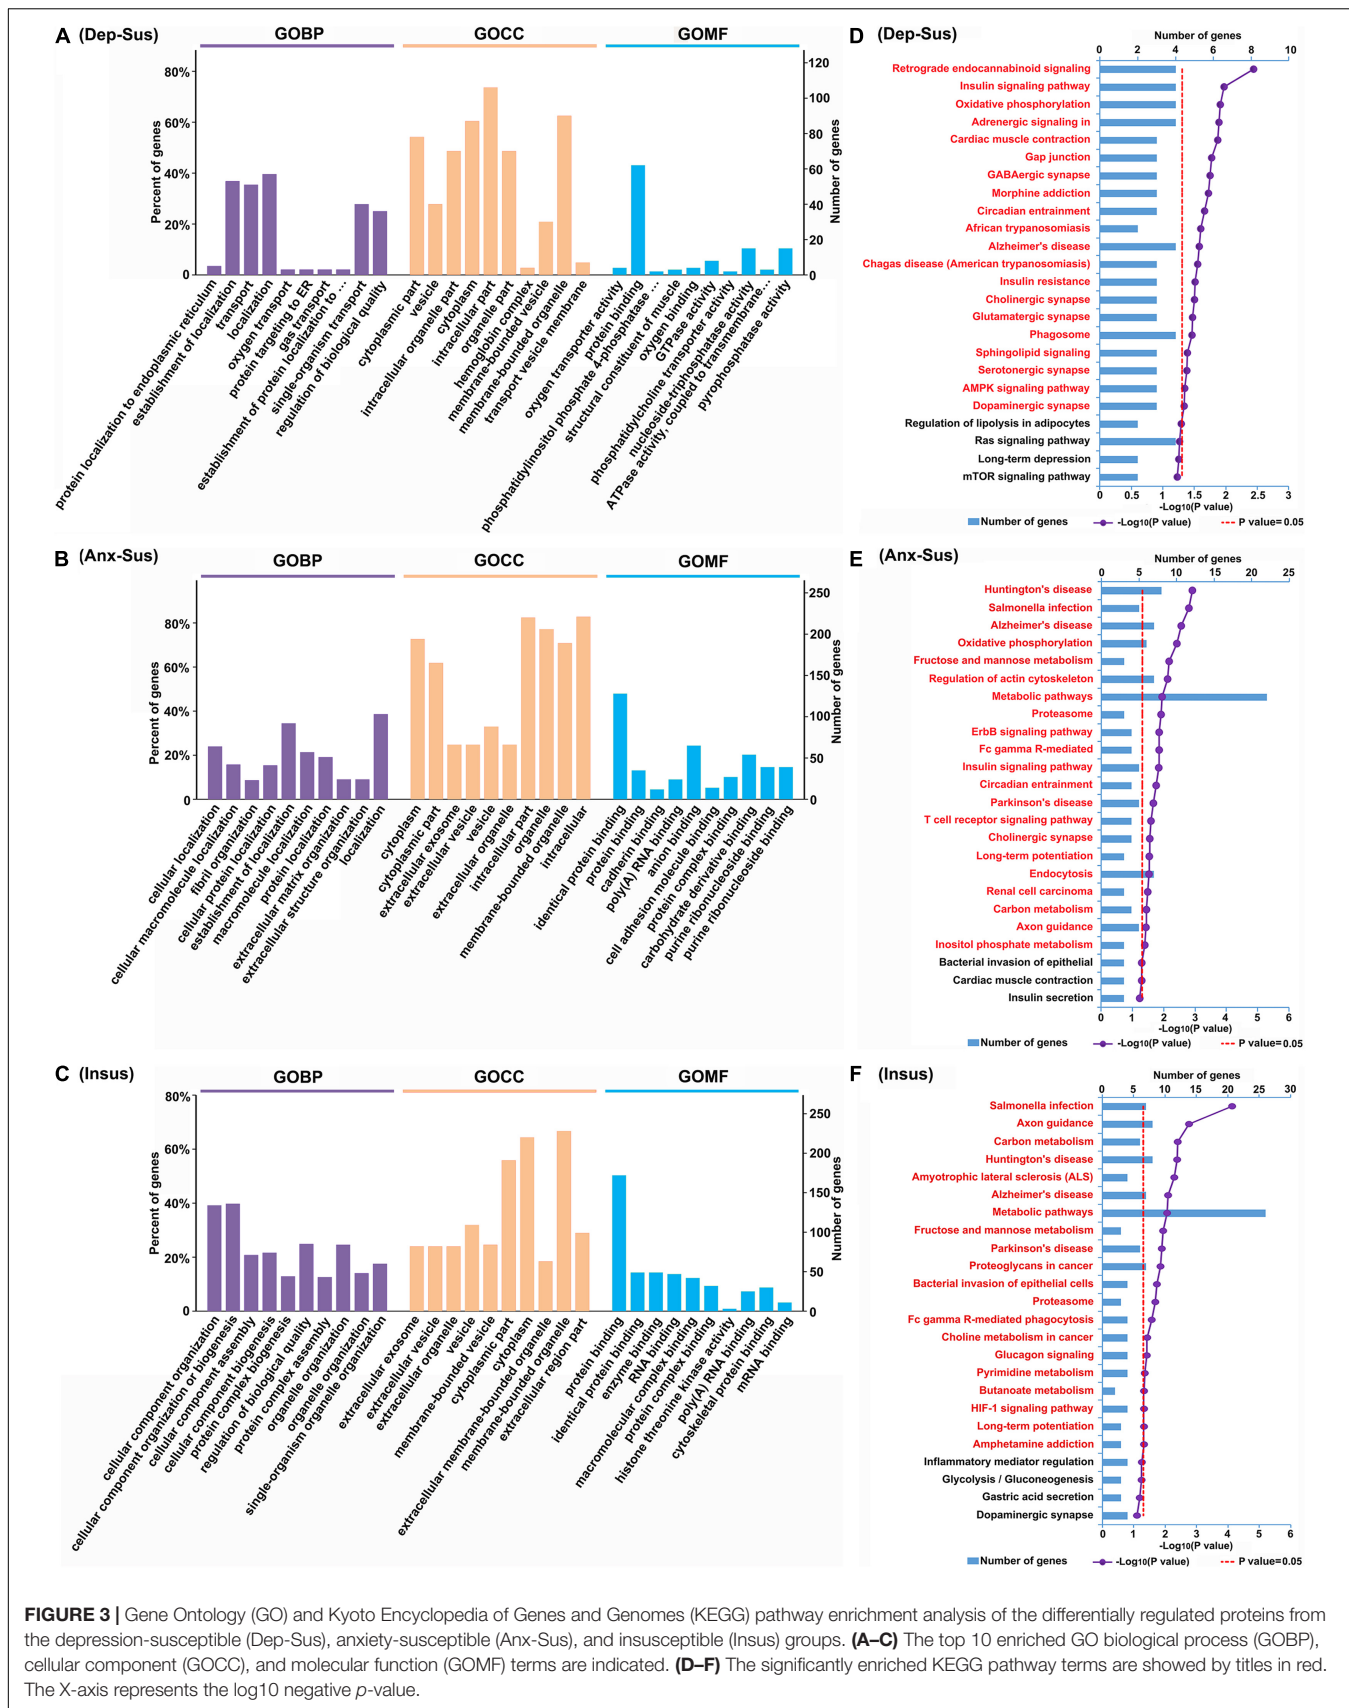 A (Dep-Sus)
GOBP GOCC GOMF
Percent of genes
80%
60%
40%
20%
0
Number of genes
120
100
80
60
40
20
0
protein localization to endoplasmic reticulum
establishment of localization
transport
localization
oxygen transport
protein targeting to ER
gas transport
establishment of protein localization to ...
single-organism transport
regulation of biological quality
cytoplasmic part
vesicle
intracellular organelle part
cytoplasm
intracellular part
organelle part
hemoglobin complex
membrane-bounded vesicle
membrane-bounded organelle
transport vesicle membrane
oxygen transporter activity
protein binding
phosphatidylinositol phosphate 4-phosphatase ...
structural constituent of muscle
oxygen binding
GTPase activity
phosphatidylcholine transporter activity
nucleoside-triphosphatase activity
ATPase activity, coupled to transmembrane...
pyrophosphatase activity
D (Dep-Sus)
Number of genes
0 2 4 6 8 10
Retrograde endocannabinoid signaling
Insulin signaling pathway
Oxidative phosphorylation
Adrenergic signaling in
Cardiac muscle contraction
Gap junction
GABAergic synapse
Morphine addiction
Circadian entrainment
African trypanosomiasis
Alzheimer's disease
Chagas disease (American trypanosomiasis)
Insulin resistance
Cholinergic synapse
Glutamatergic synapse
Phagosome
Sphingolipid signaling
Serotonergic synapse
AMPK signaling pathway
Dopaminergic synapse
Regulation of lipolysis in adipocytes
Ras signaling pathway
Long-term depression
mTOR signaling pathway
0 0.5 1 1.5 2 2.5 3
-Log10(P value)
Number of genes -Log10(P value) P value= 0.05
B (Anx-Sus)
GOBP GOCC GOMF
Percent of genes
80%
60%
40%
20%
0
Number of genes
250
200
150
100
50
0
cellular localization
cellular macromolecule localization
fibril organization
cellular protein localization
establishment of localization
macromolecule localization
protein localization
extracellular matrix organization
extracellular structure organization
localization
cytoplasm
cytoplasmic part
extracellular exosome
extracellular vesicle
vesicle
extracellular organelle
intracellular part
organelle
membrane-bounded organelle
intracellular
identical protein binding
protein binding
cadherin binding
poly(A) RNA binding
anion binding
cell adhesion molecule binding
protein complex binding
carbohydrate derivative binding
purine ribonucleoside binding
purine ribonucleoside binding
E (Anx-Sus)
Number of genes
0 5 10 15 20 25
Huntington's disease
Salmonella infection
Alzheimer's disease
Oxidative phosphorylation
Fructose and mannose metabolism
Regulation of actin cytoskeleton
Metabolic pathways
Proteasome
ErbB signaling pathway
Fc gamma R-mediated
Insulin signaling pathway
Circadian entrainment
Parkinson's disease
T cell receptor signaling pathway
Cholinergic synapse
Long-term potentiation
Endocytosis
Renal cell carcinoma
Carbon metabolism
Axon guidance
Inositol phosphate metabolism
Bacterial invasion of epithelial
Cardiac muscle contraction
Insulin secretion
0 1 2 3 4 5 6
-Log10(P value)
Number of genes -Log10(P value) P value= 0.05
C (Insus)
GOBP GOCC GOMF
Percent of genes
80%
60%
40%
20%
0
Number of genes
250
200
150
100
50
0
cellular component organization
cellular component organization or biogenesis
cellular component assembly
cellular component biogenesis
protein complex biogenesis
regulation of biological quality
protein complex assembly
organelle organization
organelle organization
single-organism organelle organization
extracellular exosome
extracellular vesicle
extracellular organelle
vesicle
membrane-bounded vesicle
cytoplasmic part
cytoplasm
extracellular membrane-bounded organelle
membrane-bounded organelle
extracellular region part
protein binding
identical protein binding
enzyme binding
RNA binding
macromolecular complex binding
protein complex binding
histone threonine kinase activity
poly(A) RNA binding
cytoskeletal protein binding
mRNA binding
F (Insus)
Number of genes
0 5 10 15 20 25 30
Salmonella infection
Axon guidance
Carbon metabolism
Huntington's disease
Amyotrophic lateral sclerosis (ALS)
Alzheimer's disease
Metabolic pathways
Fructose and mannose metabolism
Parkinson's disease
Proteoglycans in cancer
Bacterial invasion of epithelial cells
Proteasome
Fc gamma R-mediated phagocytosis
Choline metabolism in cancer
Glucagon signaling
Pyrimidine metabolism
Butanoate metabolism
HIF-1 signaling pathway
Long-term potentiation
Amphetamine addiction
Inflammatory mediator regulation
Glycolysis / Gluconeogenesis
Gastric acid secretion
Dopaminergic synapse
0 1 2 3 4 5 6
-Log10(P value)
Number of genes -Log10(P value) P value= 0.05
FIGURE 3 | Gene Ontology (GO) and Kyoto Encyclopedia of Genes and Genomes (KEGG) pathway enrichment analysis of the differentially regulated proteins from
the depression-susceptible (Dep-Sus), anxiety-susceptible (Anx-Sus), and insusceptible (Insus) groups. (A–C) The top 10 enriched GO biological process (GOBP),
cellular component (GOCC), and molecular function (GOMF) terms are indicated. (D–F) The significantly enriched KEGG pathway terms are showed by titles in red.
The X-axis represents the log10 negative p-value.